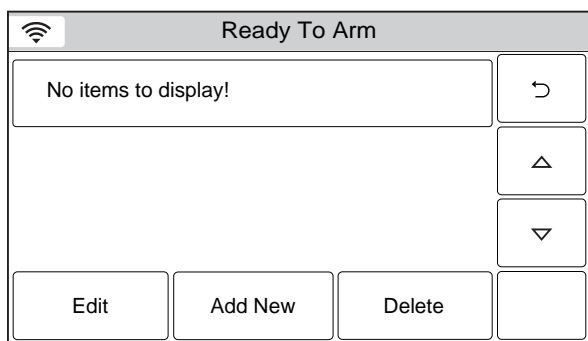 Ready To Arm
No items to display!
Edit
Add New
Delete